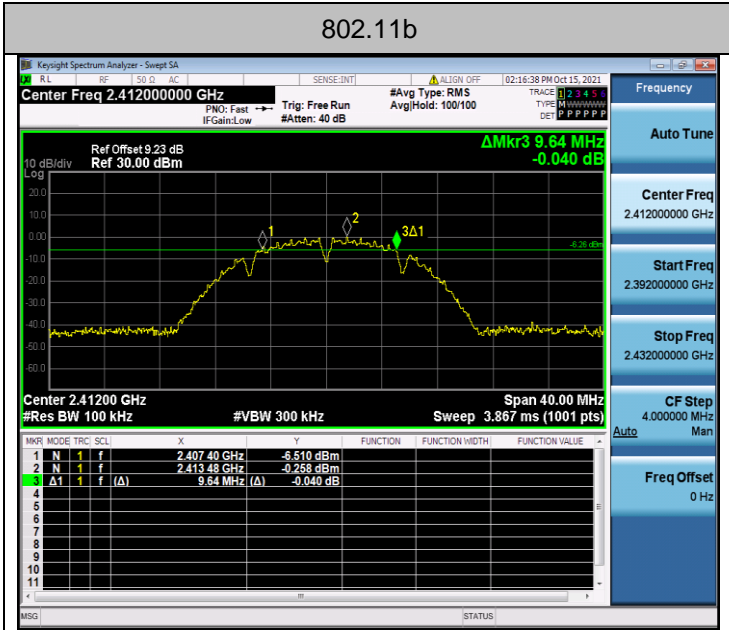 802.11b
Keysight Spectrum Analyzer - Swept SA
RL RF 50 Ω AC SENSE:INT ALIGN OFF 02:16:38 PM Oct 15, 2021
Center Freq 2.412000000 GHz
PNO: Fast
IFGain:Low
Trig: Free Run
#Atten: 40 dB
#Avg Type: RMS
Avg|Hold: 100/100
TRACE 1 2 3 4 5 6
TYPE M WWWWW
DET P P P P P P
Frequency
Auto Tune
Center Freq
2.412000000 GHz
Start Freq
2.392000000 GHz
Stop Freq
2.432000000 GHz
CF Step
4.000000 MHz
Auto Man
Freq Offset
0 Hz
ΔMkr3 9.64 MHz
-0.040 dB
Ref Offset 9.23 dB
10 dB/div Ref 30.00 dBm
Log
20.0
10.0
0.00
-10.0
-20.0
-30.0
-40.0
-50.0
-60.0
1
2
3Δ1
-6.26 dBm
Center 2.41200 GHz Span 40.00 MHz
#Res BW 100 kHz #VBW 300 kHz Sweep 3.867 ms (1001 pts)
MKR MODE TRC SCL X Y FUNCTION FUNCTION WIDTH FUNCTION VALUE
1 N 1 f 2.407 40 GHz -6.510 dBm
2 N 1 f 2.413 48 GHz -0.258 dBm
3 Δ1 1 f (Δ) 9.64 MHz (Δ) -0.040 dB
4
5
6
7
8
9
10
11
MSG STATUS